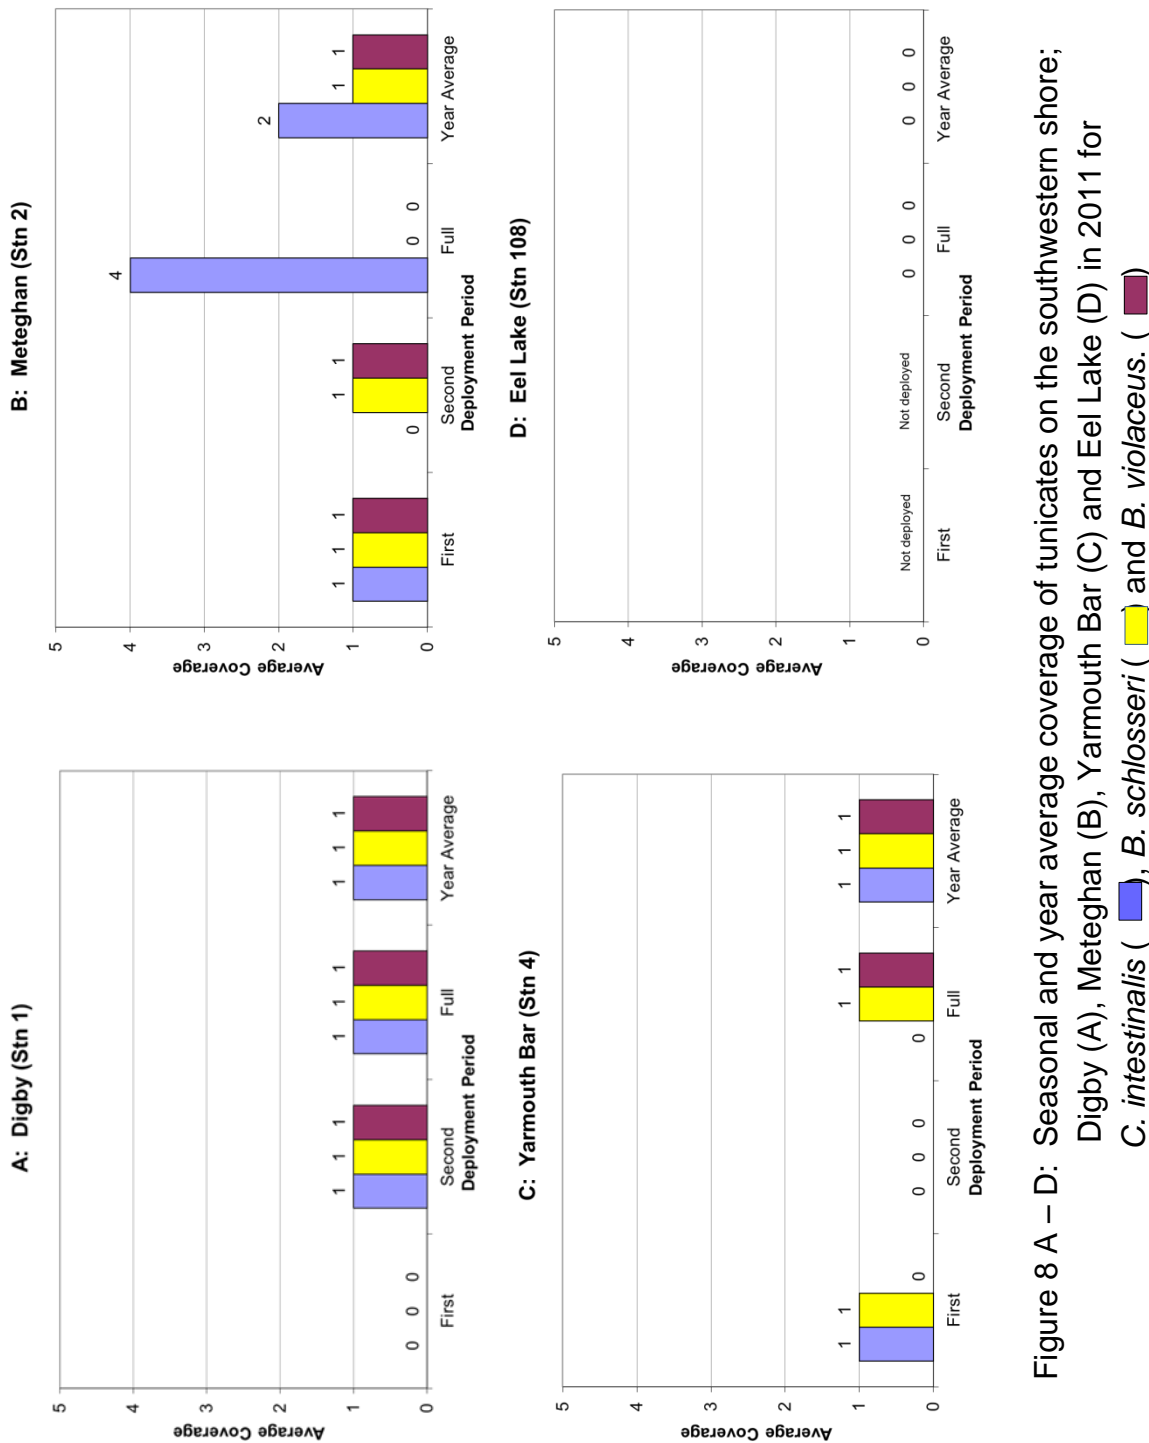 A: Digby (Stn 1)
5
4
3
2
1
0
Average Coverage
0 0 0
1 1 1
1 1 1
1 1 1
First Second Full Year Average
Deployment Period
B: Meteghan (Stn 2)
5
4
3
2
1
0
Average Coverage
1 1 1
0 1 1
4 0 0
2 1 1
First Second Full Year Average
Deployment Period
C: Yarmouth Bar (Stn 4)
5
4
3
2
1
0
Average Coverage
1 1 0
0 0 0
0 1 1
1 1 1
First Second Full Year Average
Deployment Period
D: Eel Lake (Stn 108)
5
4
3
2
1
0
Average Coverage
Not deployed
Not deployed
0 0 0
0 0 0
First Second Full Year Average
Deployment Period
Figure 8 A – D: Seasonal and year average coverage of tunicates on the southwestern shore;
Digby (A), Meteghan (B), Yarmouth Bar (C) and Eel Lake (D) in 2011 for
C. intestinalis ( ), B. schlosseri ( ) and B. violaceus. ( )